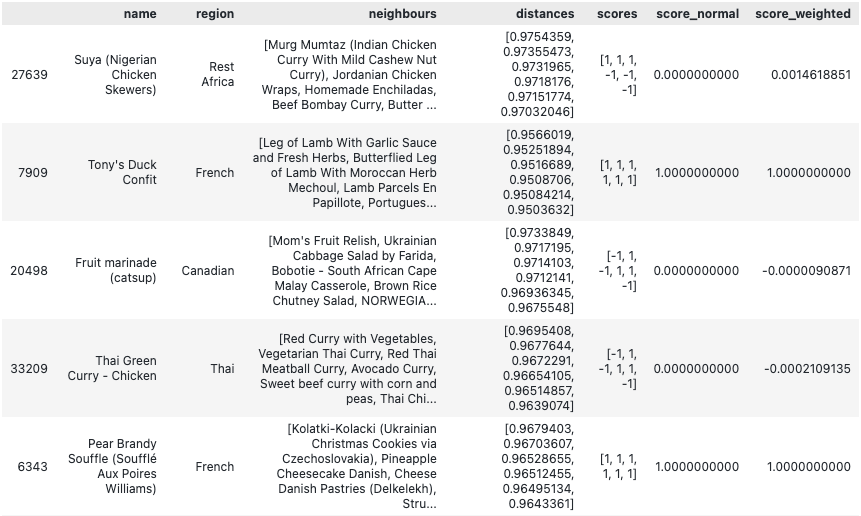 name region neighbours distances scores score_normal score_weighted
27639
Suya (Nigerian
Chicken
Skewers)
Rest
Africa
[Murg Mumtaz (Indian Chicken
Curry With Mild Cashew Nut
Curry), Jordanian Chicken
Wraps, Homemade Enchiladas,
Beef Bombay Curry, Butter ...
[0.9754359,
0.97355473,
0.9731965,
0.9718176,
0.97151774,
0.97032046]
[1, 1, 1,
-1, -1,
-1]
0.0000000000
0.0014618851
7909
Tony's Duck
Confit
French
[Leg of Lamb With Garlic Sauce
and Fresh Herbs, Butterflied Leg
of Lamb With Moroccan Herb
Mechoul, Lamb Parcels En
Papillote, Portugues...
[0.9566019,
0.95251894,
0.9516689,
0.9508706,
0.95084214,
0.9503632]
[1, 1, 1,
1, 1, 1]
1.0000000000
1.0000000000
20498
Fruit marinade
(catsup)
Canadian
[Mom's Fruit Relish, Ukrainian
Cabbage Salad by Farida,
Bobotie - South African Cape
Malay Casserole, Brown Rice
Chutney Salad, NORWEGIA...
[0.9733849,
0.9717195,
0.9714103,
0.9712141,
0.96936345,
0.9675548]
[-1, 1,
-1, 1, 1,
-1]
0.0000000000
-0.0000090871
33209
Thai Green
Curry - Chicken
Thai
[Red Curry with Vegetables,
Vegetarian Thai Curry, Red Thai
Meatball Curry, Avocado Curry,
Sweet beef curry with corn and
peas, Thai Chi...
[0.9695408,
0.9677644,
0.9672291,
0.96654105,
0.96514857,
0.9639074]
[-1, 1,
-1, 1, 1,
-1]
0.0000000000
-0.0002109135
6343
Pear Brandy
Souffle (Soufflé
Aux Poires
Williams)
French
[Kolatki-Kolacki (Ukrainian
Christmas Cookies via
Czechoslovakia), Pineapple
Cheesecake Danish, Cheese
Danish Pastries (Delkelekh),
Stru...
[0.9679403,
0.96703607,
0.96528655,
0.96512455,
0.96495134,
0.9643361]
[1, 1, 1,
1, 1, 1]
1.0000000000
1.0000000000